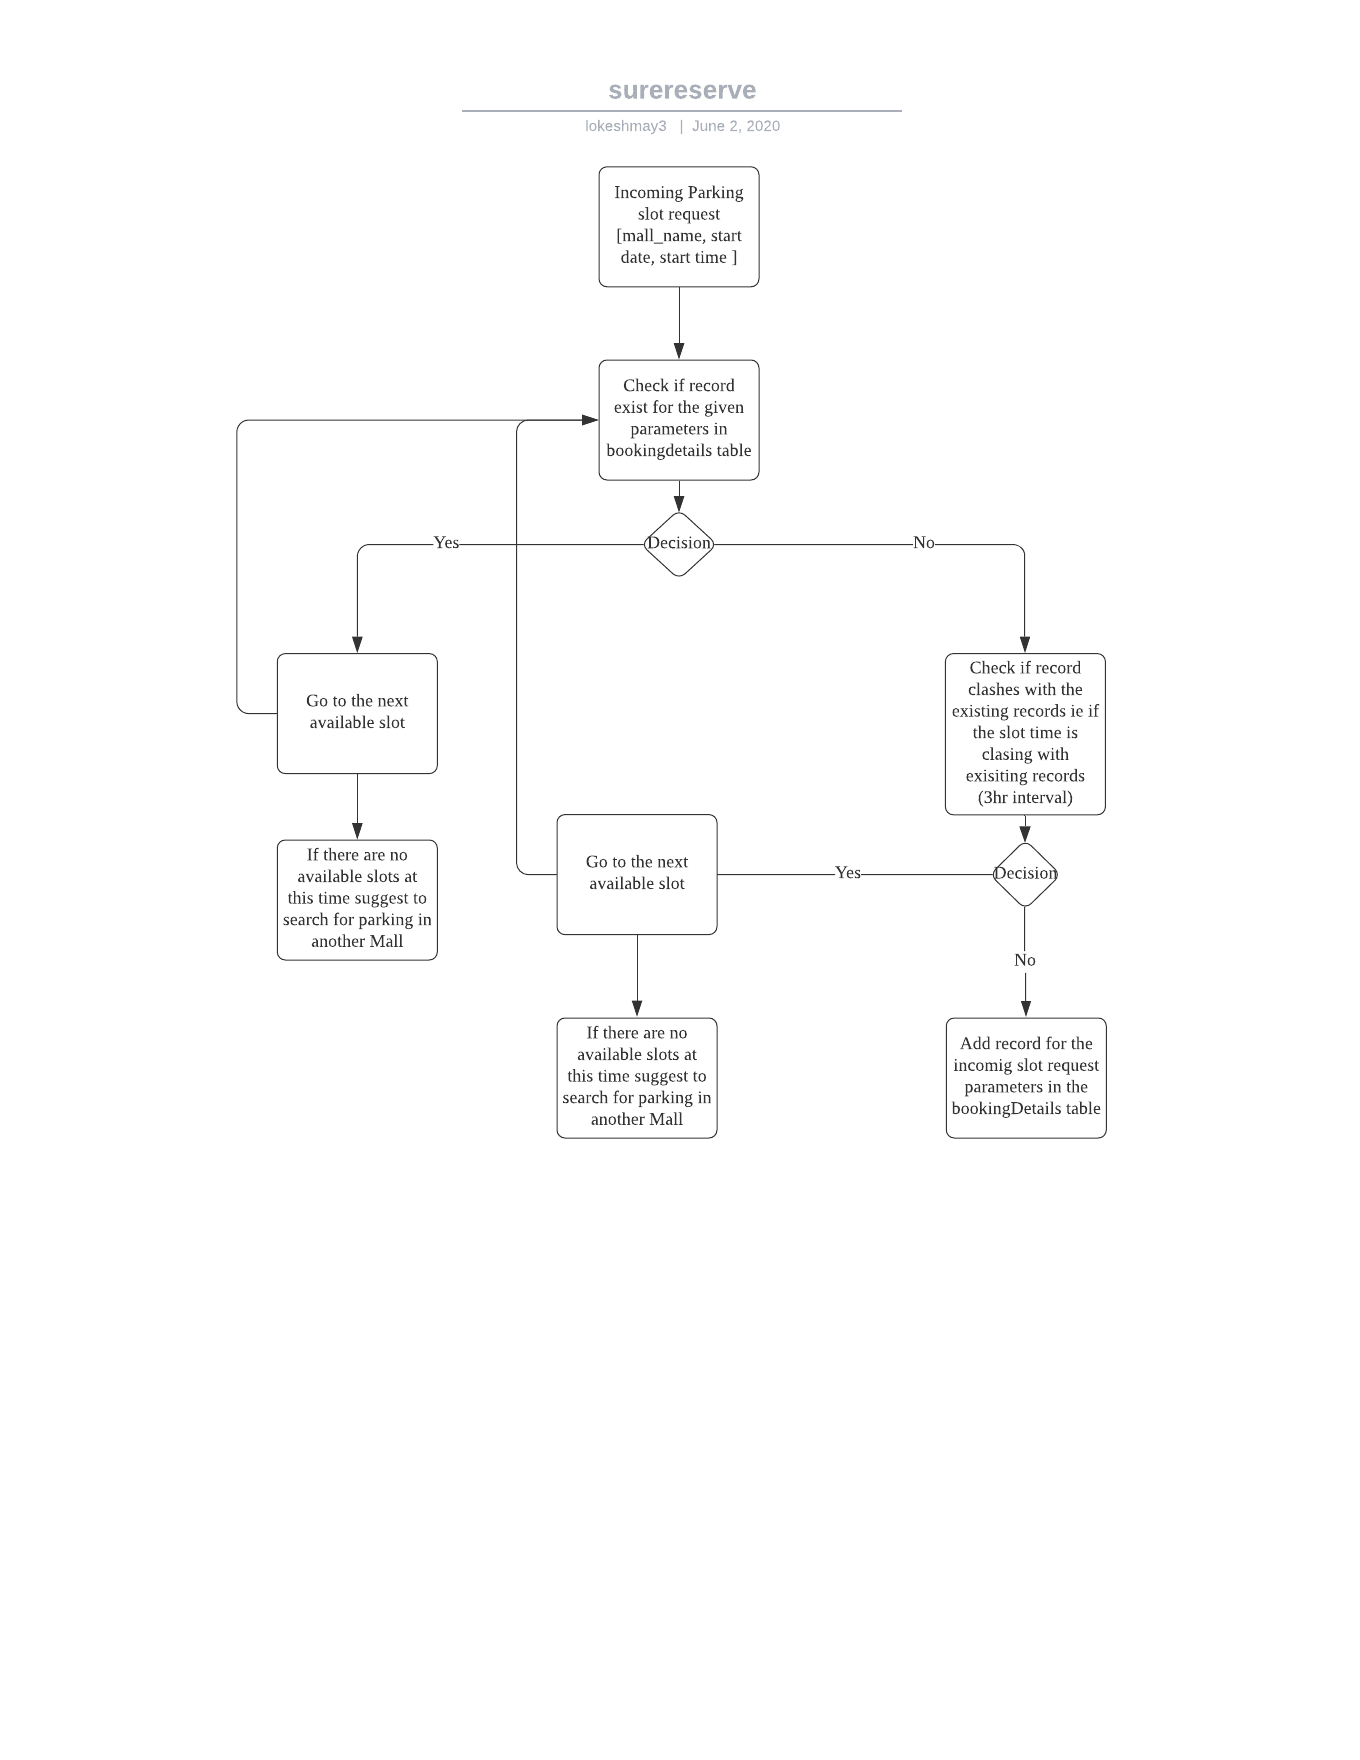 surereserve
lokeshmay3 | June 2, 2020
Incoming Parking
slot request
[mall_name, start
date, start time ]
Check if record
exist for the given
parameters in
bookingdetails table
Yes
Decision
No
Go to the next
available slot
Check if record
clashes with the
existing records ie if
the slot time is
clasing with
exisiting records
(3hr interval)
If there are no
available slots at
this time suggest to
search for parking in
another Mall
Go to the next
available slot
Yes
Decision
No
If there are no
available slots at
this time suggest to
search for parking in
another Mall
Add record for the
incomig slot request
parameters in the
bookingDetails table